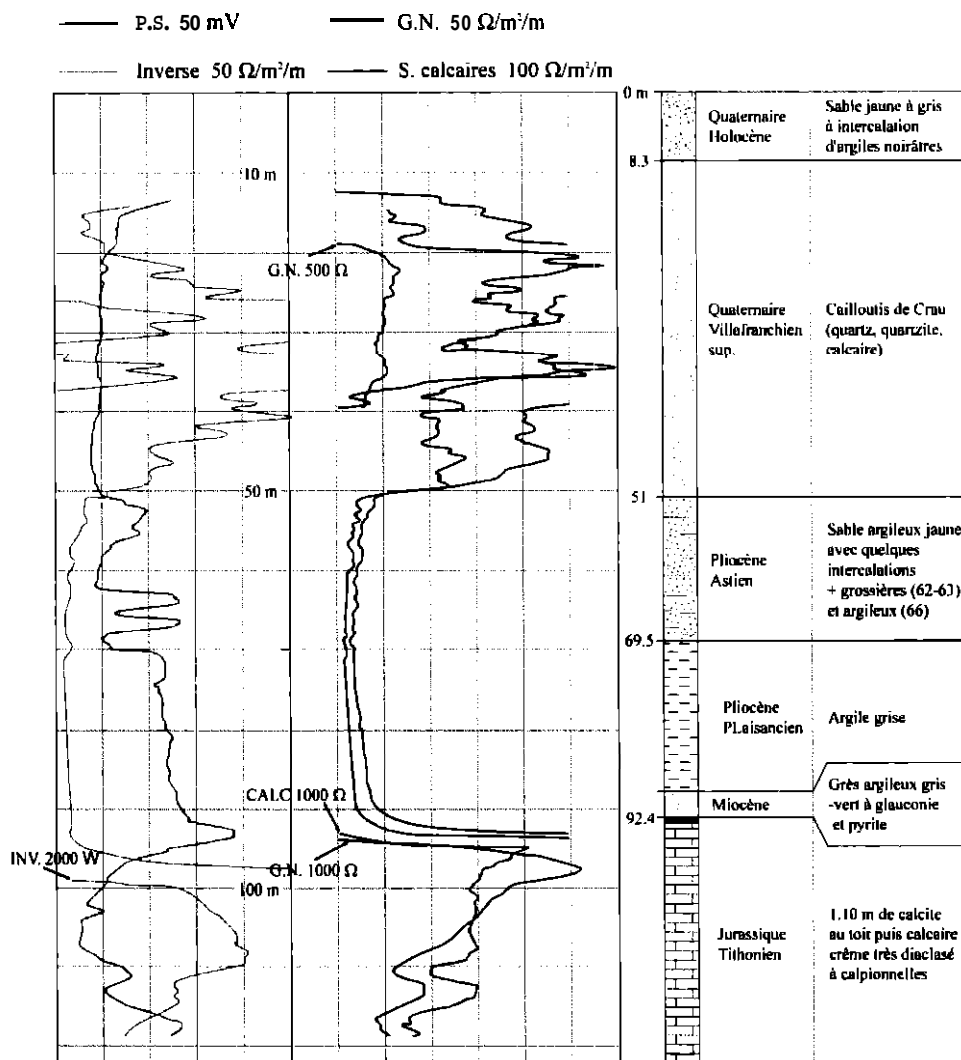 P.S. 50 mV
G.N. 50 Ω/m²/m
Inverse 50 Ω/m²/m
S. calcaires 100 Ω/m²/m
0 m
Quaternaire
Holocène
Sable jaune à gris
à intercalation
d'argiles noirâtres
8.3
10 m
G.N. 500 Ω
Quaternaire
Villefranchien
sup.
Cailloutis de Crau
(quartz, quartzite,
calcaire)
50 m
51
Pliocène
Astien
Sable argileux jaune
avec quelques
intercalations
+ grossières (62-63)
et argileux (66)
69.5
Pliocène
PLaisancien
Argile grise
CALC 1000 Ω
Miocène
Grès argileux gris
-vert à glauconie
et pyrite
92.4
INV. 2000 W
G.N. 1000 Ω
100 m
Jurassique
Tithonien
1.10 m de calcite
au toit puis calcaire
crême très diaclasé
à calpionnelles